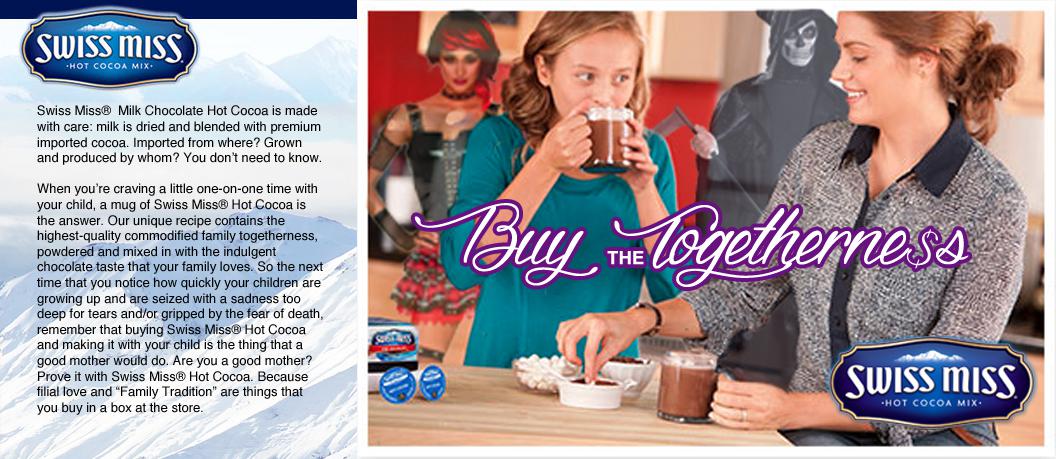 SWISS MISS®
·HOT COCOA MIX·
Swiss Miss® Milk Chocolate Hot Cocoa is made
with care: milk is dried and blended with premium
imported cocoa. Imported from where? Grown
and produced by whom? You don't need to know.
When you're craving a little one-on-one time with
your child, a mug of Swiss Miss® Hot Cocoa is
the answer. Our unique recipe contains the
highest-quality commodified family togetherness,
powdered and mixed in with the indulgent
chocolate taste that your family loves. So the next
time that you notice how quickly your children are
growing up and are seized with a sadness too
deep for tears and/or gripped by the fear of death,
remember that buying Swiss Miss® Hot Cocoa
and making it with your child is the thing that a
good mother would do. Are you a good mother?
Prove it with Swiss Miss® Hot Cocoa. Because
filial love and “Family Tradition” are things that
you buy in a box at the store.
Buy THE Togetherne$s
SWISS MISS
SWISS MISS®
·HOT COCOA MIX·